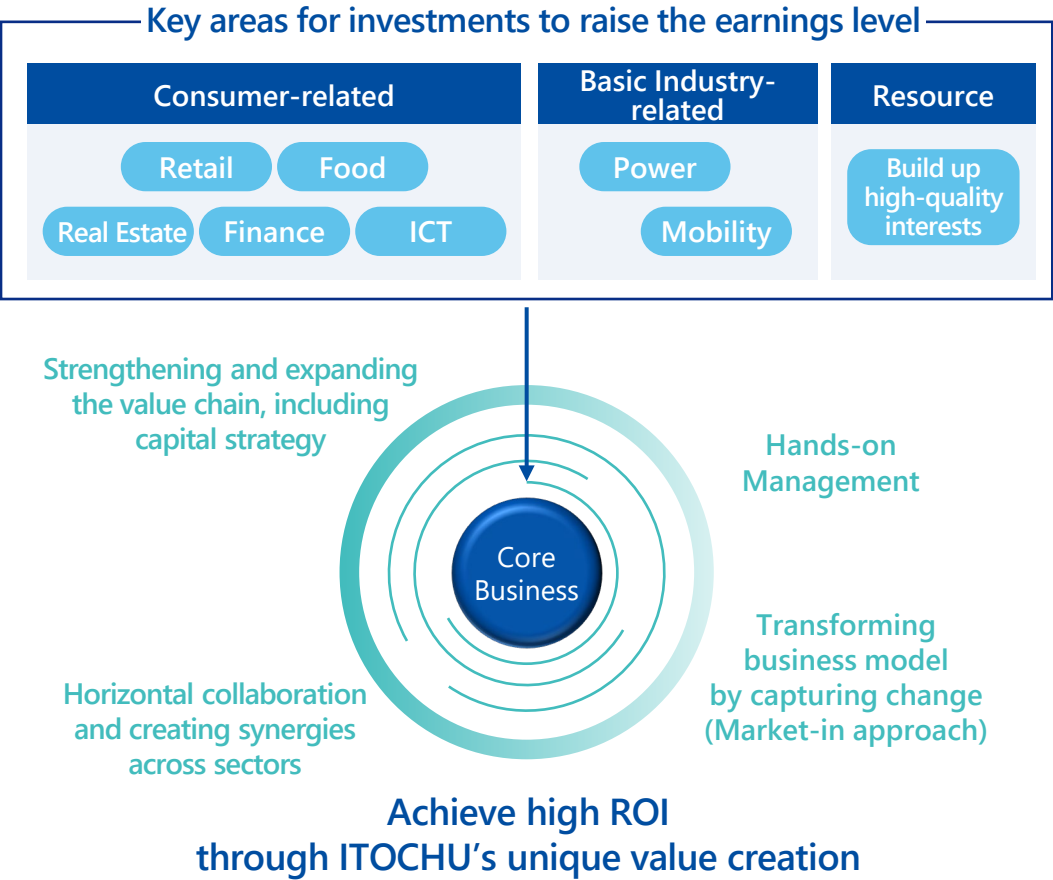 Key areas for investments to raise the earnings level
Consumer-related
Retail
Food
Real Estate
Finance
ICT
Basic Industry-
related
Power
Mobility
Resource
Build up
high-quality
interests
Strengthening and expanding
the value chain, including
capital strategy
Hands-on
Management
Core
Business
Horizontal collaboration
and creating synergies
across sectors
Transforming
business model
by capturing change
(Market-in approach)
Achieve high ROI
through ITOCHU’s unique value creation